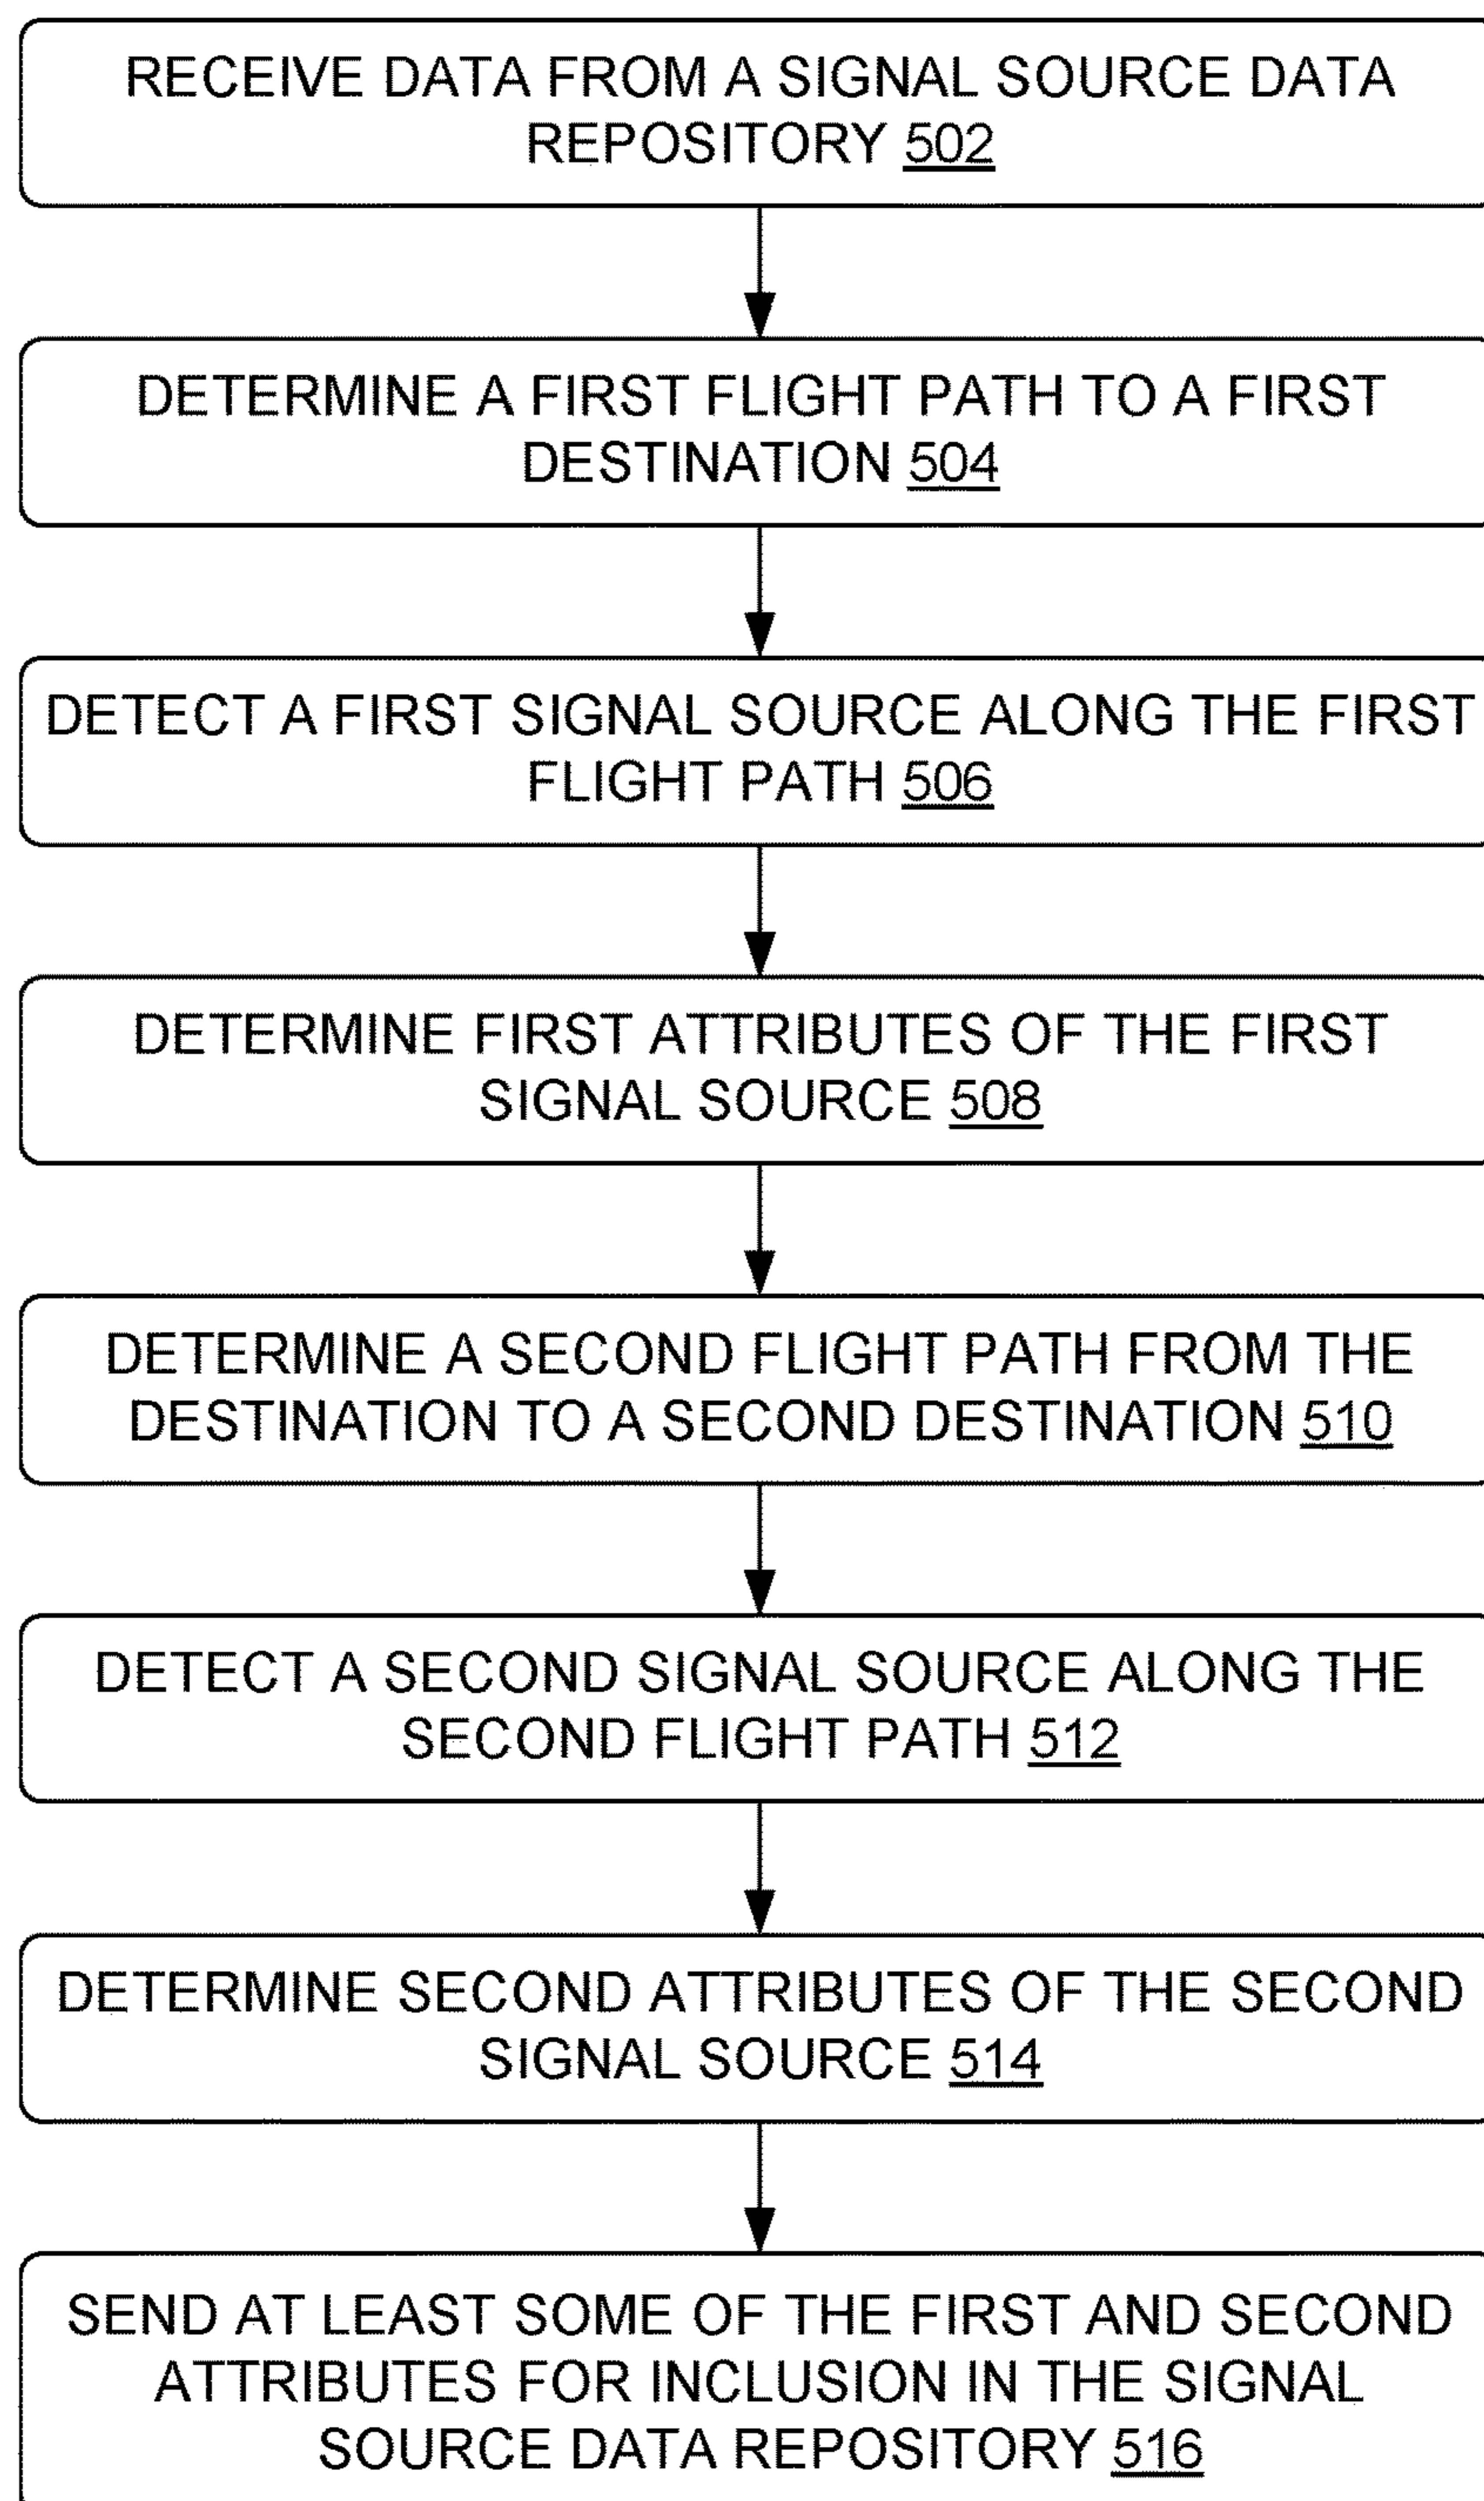 RECEIVE DATA FROM A SIGNAL SOURCE DATA
REPOSITORY 502
DETERMINE A FIRST FLIGHT PATH TO A FIRST
DESTINATION 504
DETECT A FIRST SIGNAL SOURCE ALONG THE FIRST
FLIGHT PATH 506
DETERMINE FIRST ATTRIBUTES OF THE FIRST
SIGNAL SOURCE 508
DETERMINE A SECOND FLIGHT PATH FROM THE
DESTINATION TO A SECOND DESTINATION 510
DETECT A SECOND SIGNAL SOURCE ALONG THE
SECOND FLIGHT PATH 512
DETERMINE SECOND ATTRIBUTES OF THE SECOND
SIGNAL SOURCE 514
SEND AT LEAST SOME OF THE FIRST AND SECOND
ATTRIBUTES FOR INCLUSION IN THE SIGNAL
SOURCE DATA REPOSITORY 516